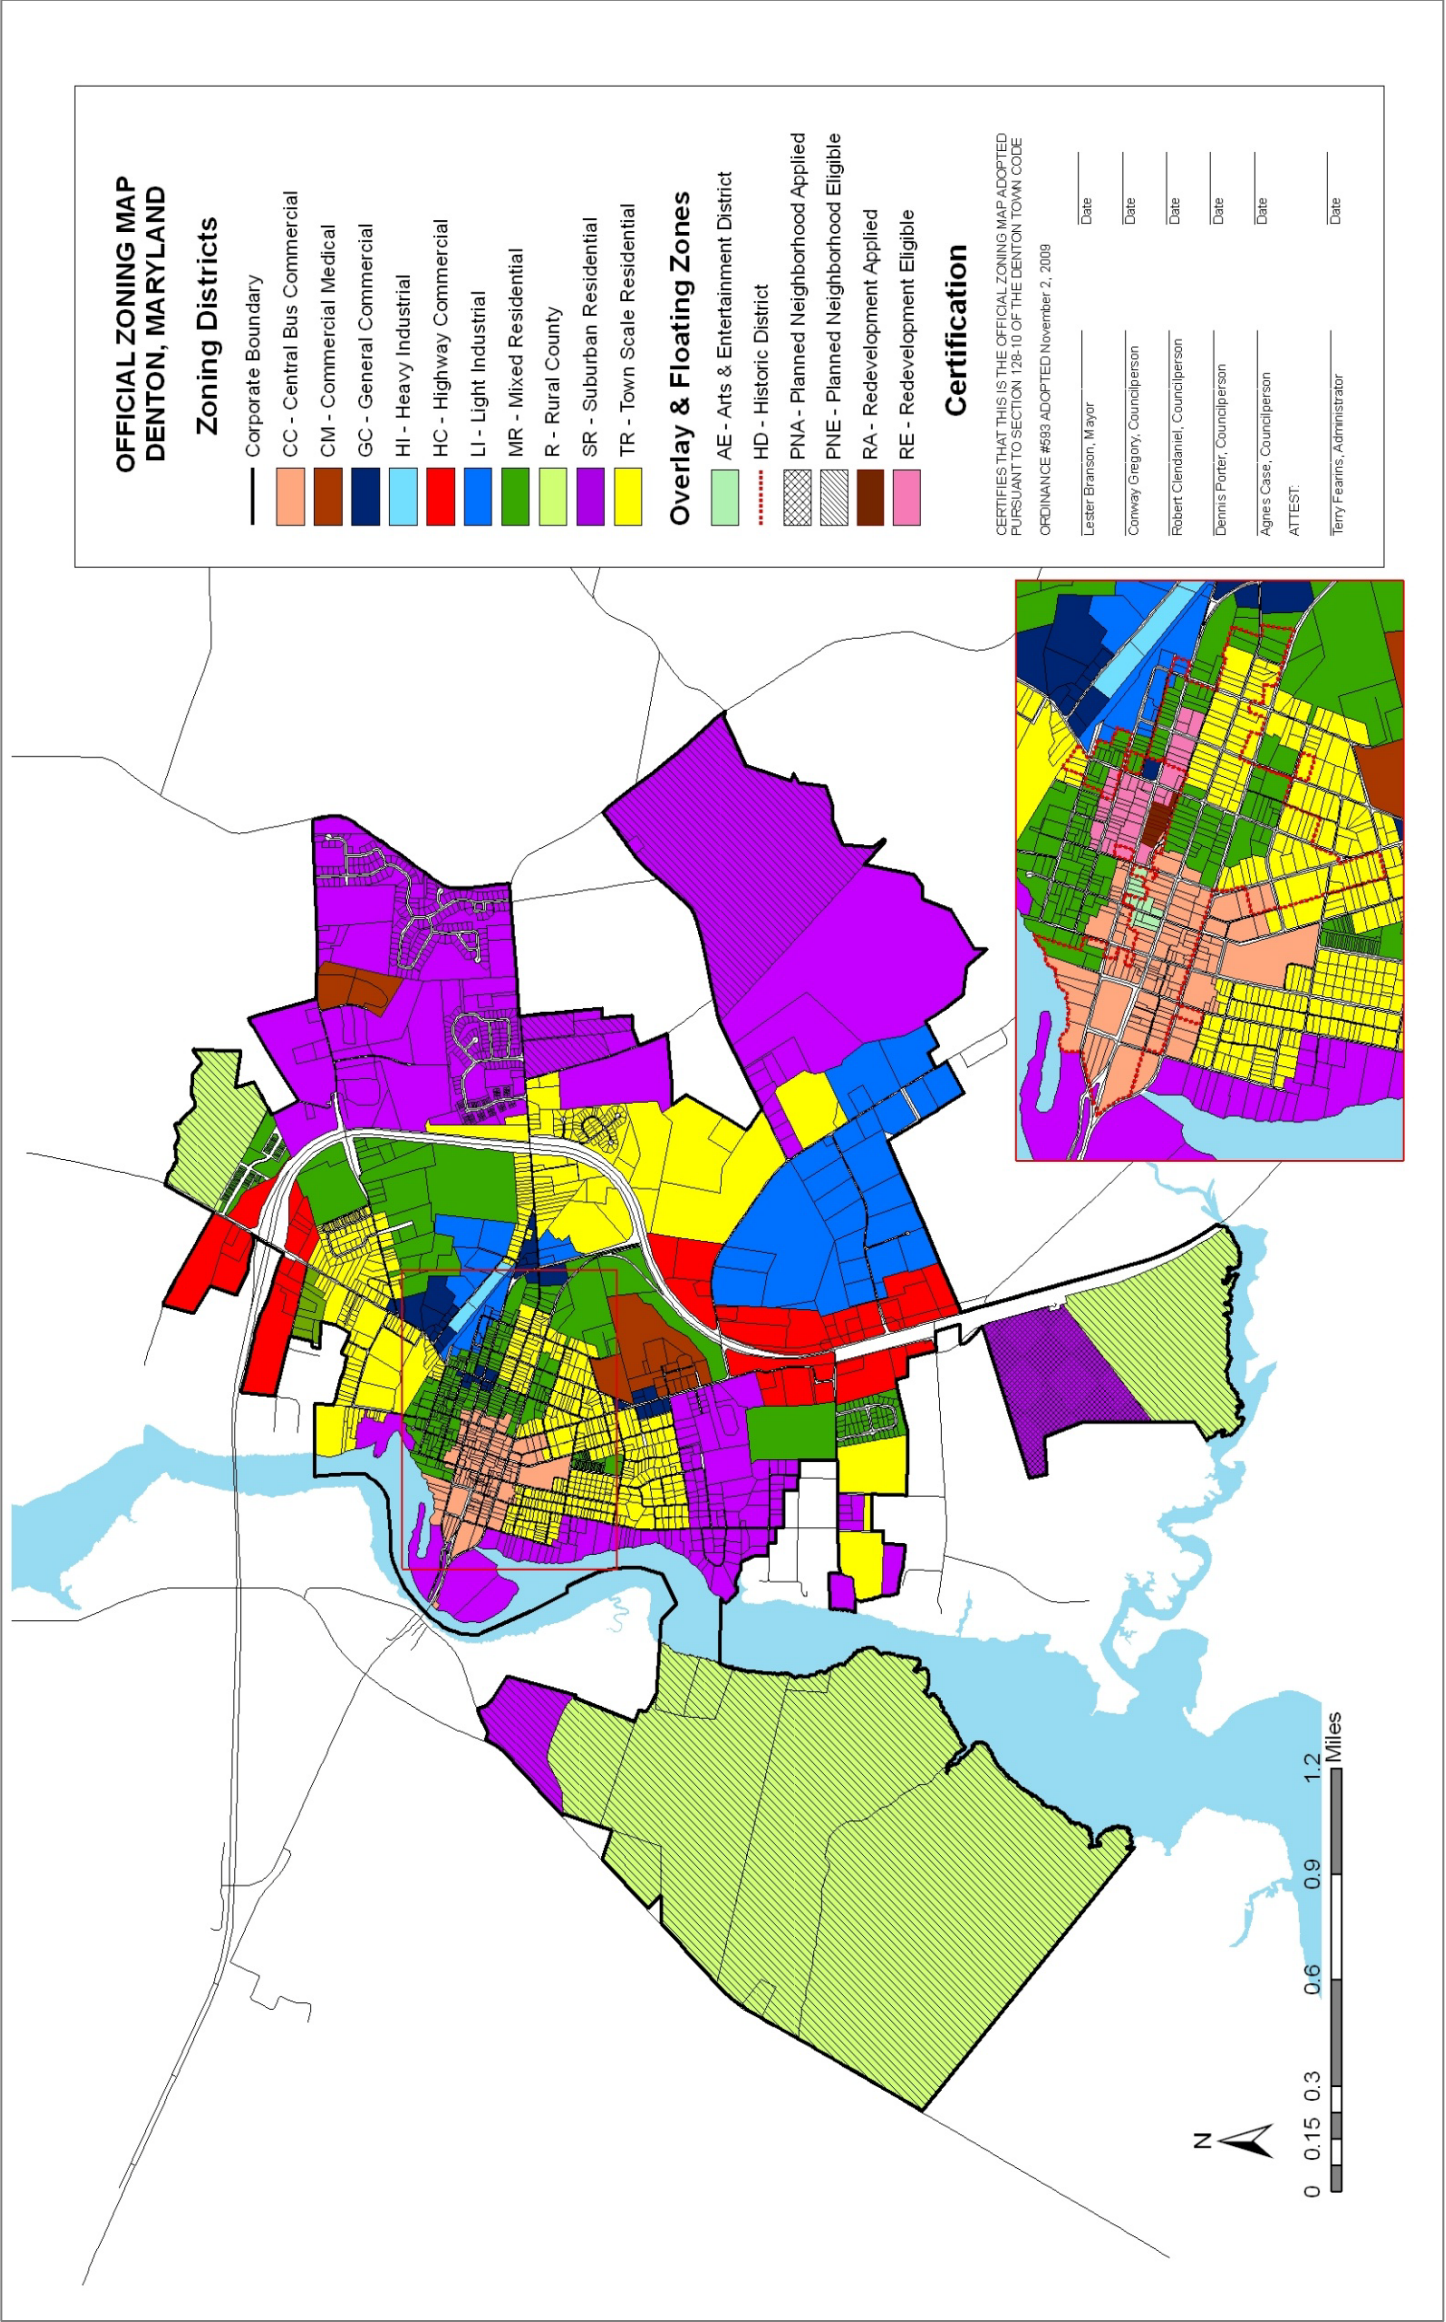 OFFICIAL ZONING MAP
DENTON, MARYLAND
Zoning Districts
Corporate Boundary
CC - Central Bus Commercial
CM - Commercial Medical
GC - General Commercial
HI - Heavy Industrial
HC - Highway Commercial
LI - Light Industrial
MR - Mixed Residential
R - Rural County
SR - Suburban Residential
TR - Town Scale Residential
Overlay & Floating Zones
AE - Arts & Entertainment District
HD - Historic District
PNA - Planned Neighborhood Applied
PNE - Planned Neighborhood Eligible
RA - Redevelopment Applied
RE - Redevelopment Eligible
Certification
CERTIFIES THAT THIS IS THE OFFICIAL ZONING MAP ADOPTED
PURSUANT TO SECTION 128-10 OF THE DENTON TOWN CODE
ORDINANCE #593 ADOPTED November 2, 2009
Lester Branson, Mayor Date
Conway Gregory, Councilperson Date
Robert Clendaniel, Councilperson Date
Dennis Porter, Councilperson Date
Agnes Case, Councilperson Date
ATTEST:
Terry Fearins, Administrator Date
N
0 0.15 0.3 0.6 0.9 1.2
Miles